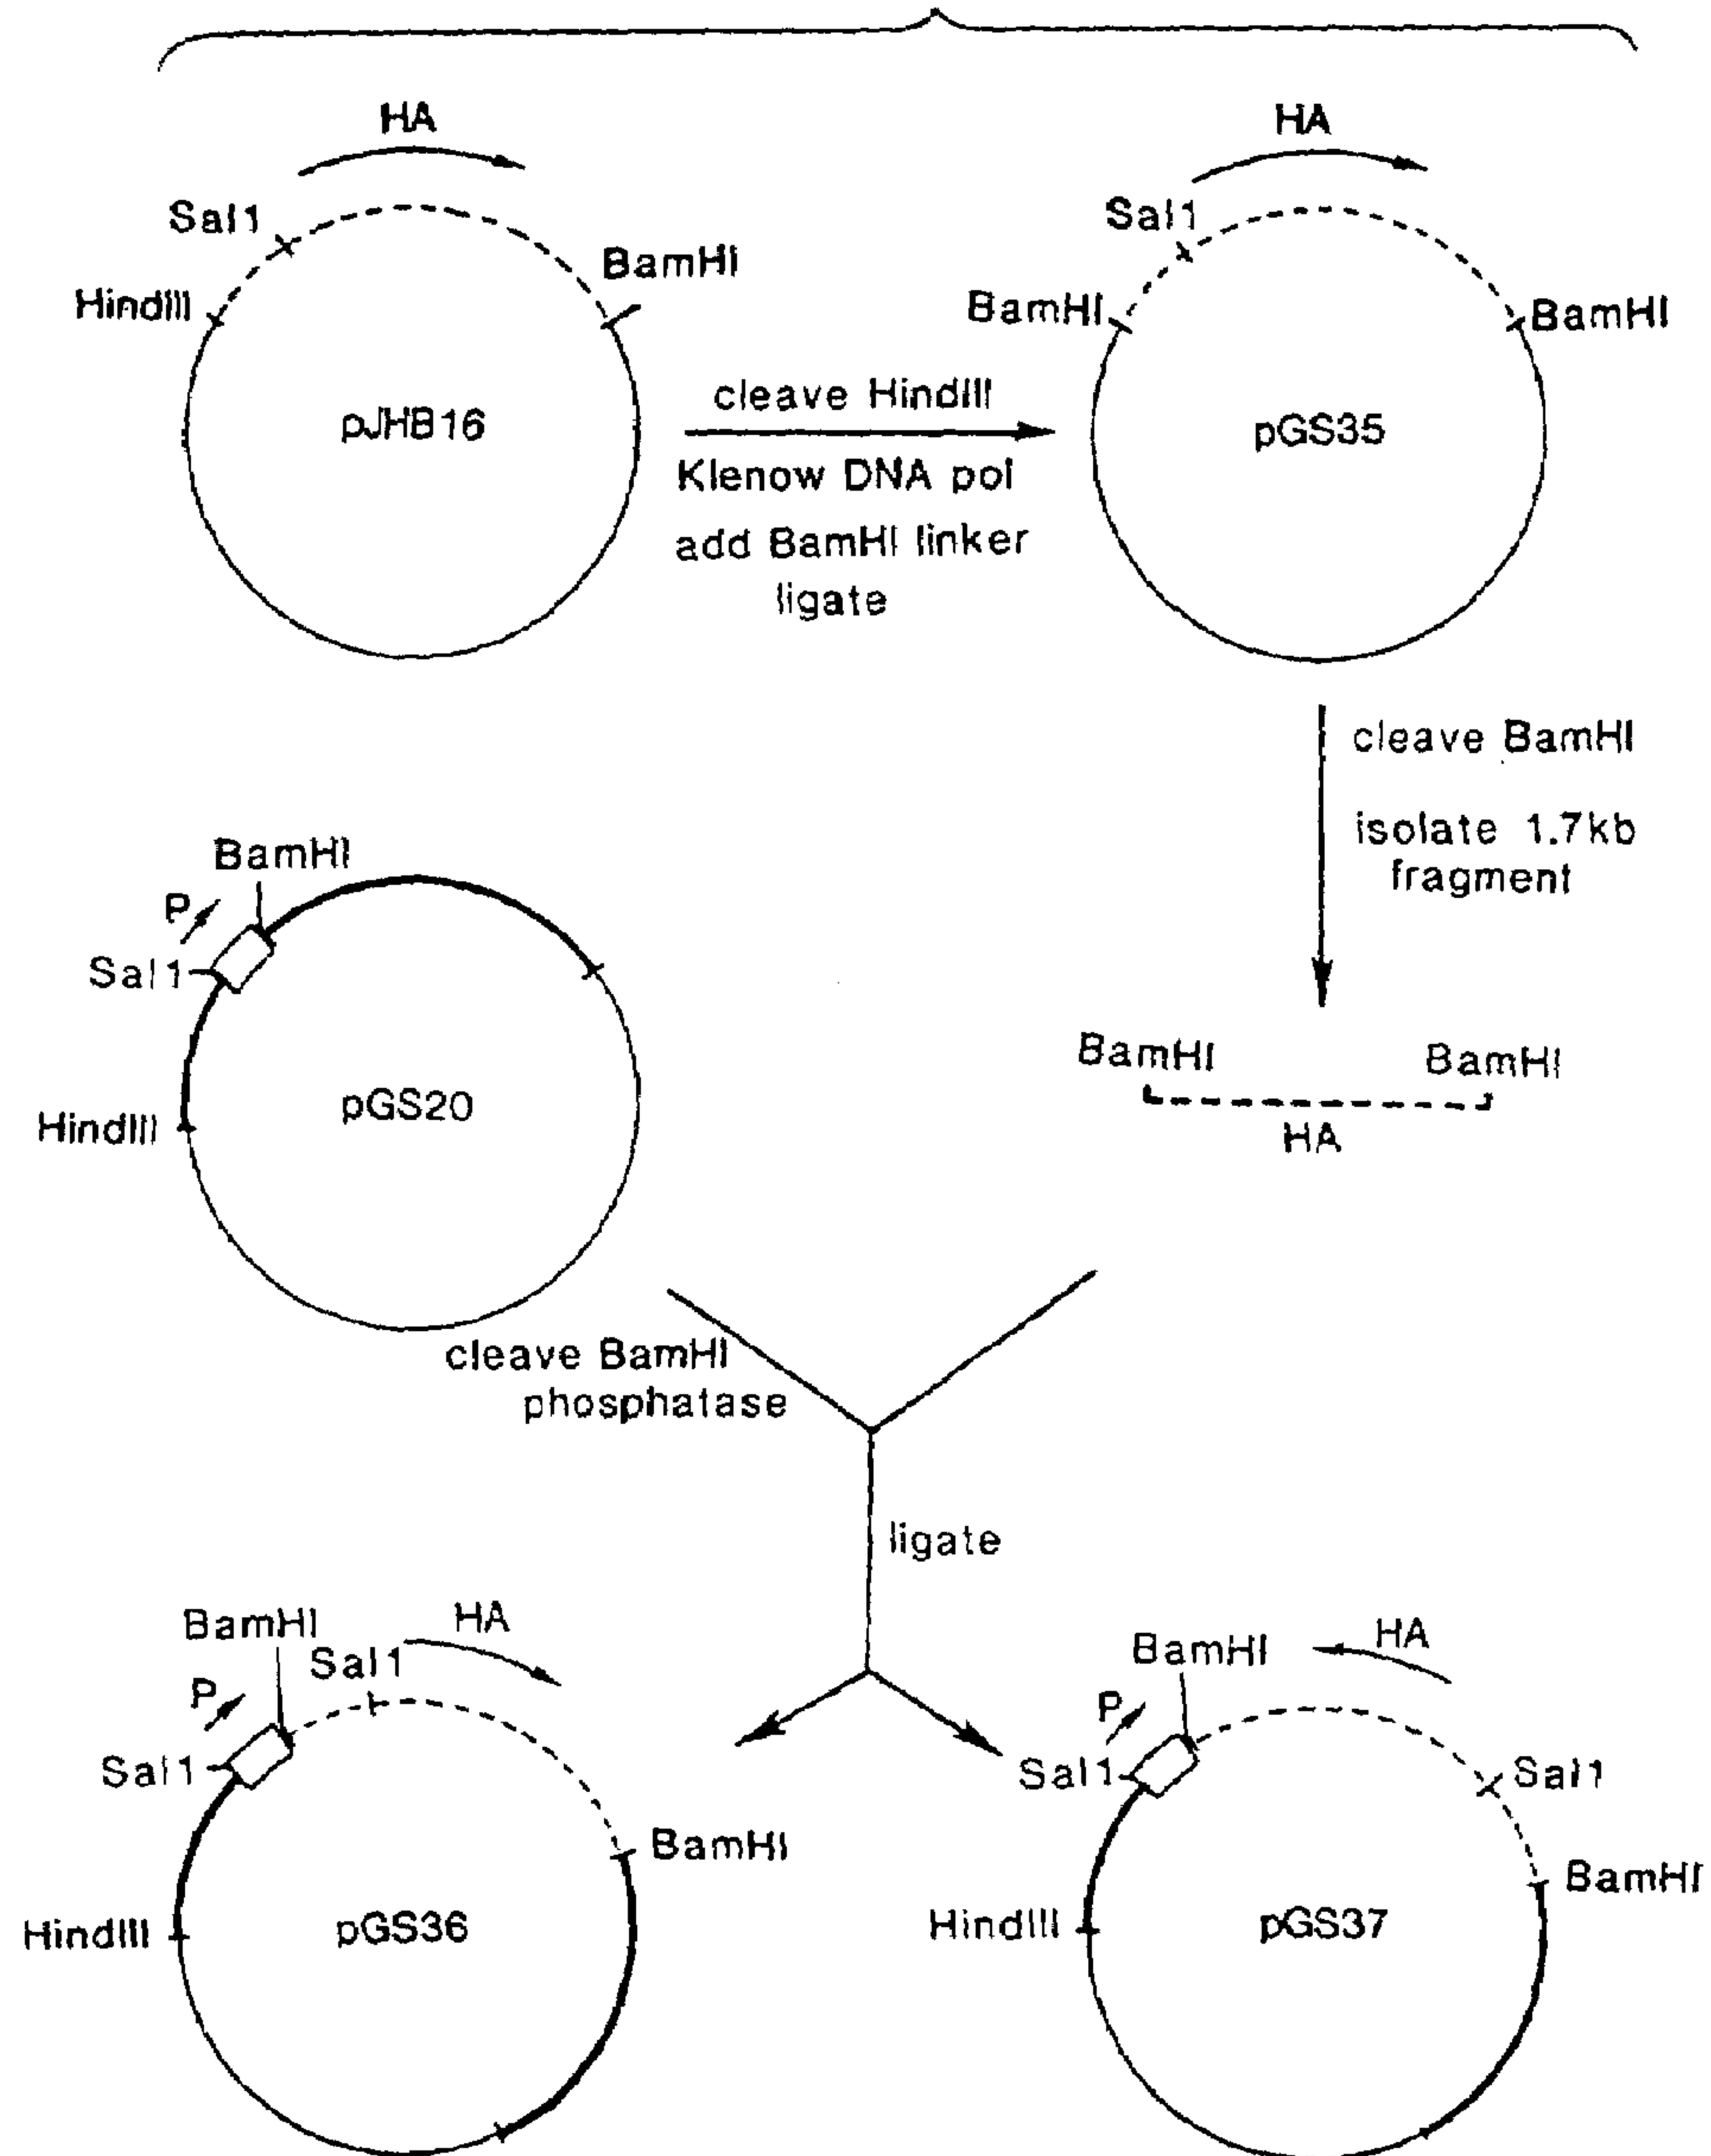 HA
HA
Sal1
Sal1
BamHI
HindIII
BamHI
BamHI
pJHB16
cleave HindIII
Klenow DNA pol
add BamHI linker
ligate
pGS35
cleave BamHI
isolate 1.7kb
fragment
BamHI
P
Sal1
HindIII
pGS20
BamHI
BamHI
HA
cleave BamHI
phosphatase
ligate
BamHI
HA
Sal1
P
Sal1
BamHI
HindIII
pGS36
BamHI
HA
P
Sal1
Sal1
BamHI
HindIII
pGS37